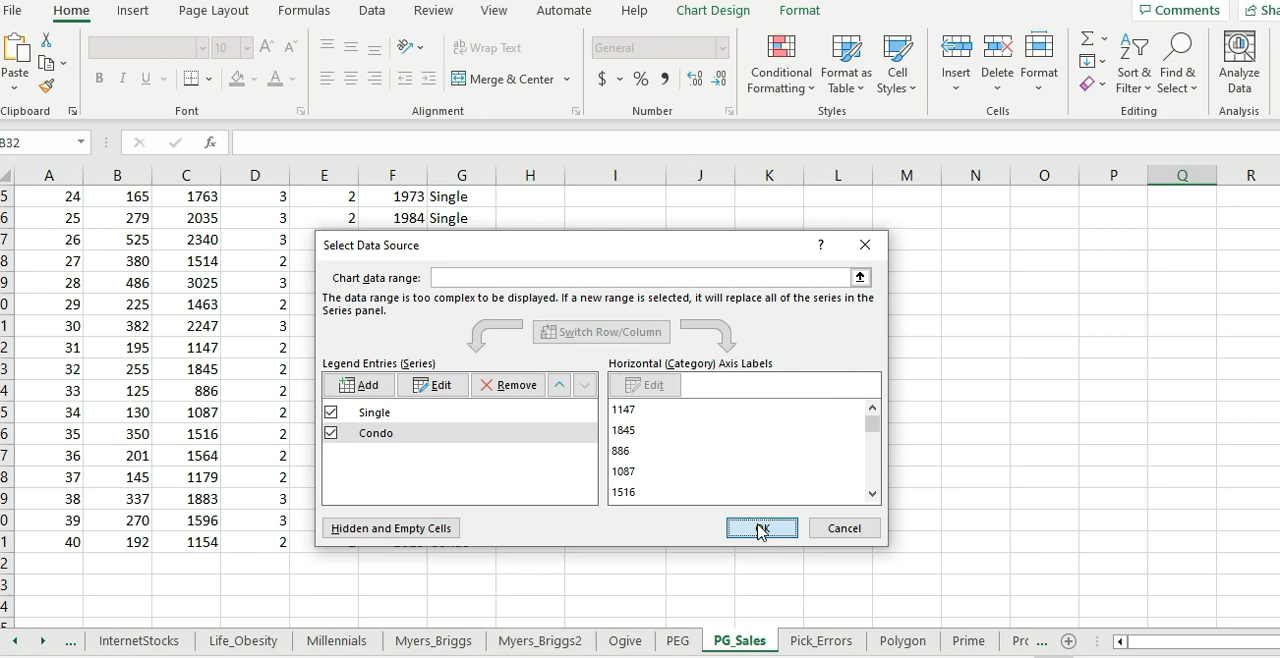 File Home Insert Page Layout Formulas Data Review View Automate Help Chart Design Format Comments Sha
Paste
Clipboard
10 A A
B I U A
Font
ab Wrap Text
Merge & Center
Alignment
General
$ % ,
Number
Conditional Formatting
Format as Table
Cell Styles
Styles
Insert Delete Format
Cells
Sort & Filter
Find & Select
Editing
Analyze Data
Analysis
B32 fx
A B C D E F G H I J K L M N O P Q R
5 24 165 1763 3 2 1973 Single
6 25 279 2035 3 2 1984 Single
7 26 525 2340 3
8 27 380 1514 2
9 28 486 3025 3
0 29 225 1463 2
1 30 382 2247 3
2 31 195 1147 2
3 32 255 1845 2
4 33 125 886 2
5 34 130 1087 2
6 35 350 1516 2
7 36 201 1564 2
8 37 145 1179 2
9 38 337 1883 3
0 39 270 1596 3
1 40 192 1154 2
2
3
4
Select Data Source ?
Chart data range:
The data range is too complex to be displayed. If a new range is selected, it will replace all of the series in the
Series panel.
Switch Row/Column
Legend Entries (Series)
Add Edit Remove
Single
Condo
Horizontal (Category) Axis Labels
Edit
1147
1845
886
1087
1516
Hidden and Empty Cells
OK Cancel
... InternetStocks Life_Obesity Millennials Myers_Briggs Myers_Briggs2 Ogive PEG PG_Sales Pick_Errors Polygon Prime Prc ...